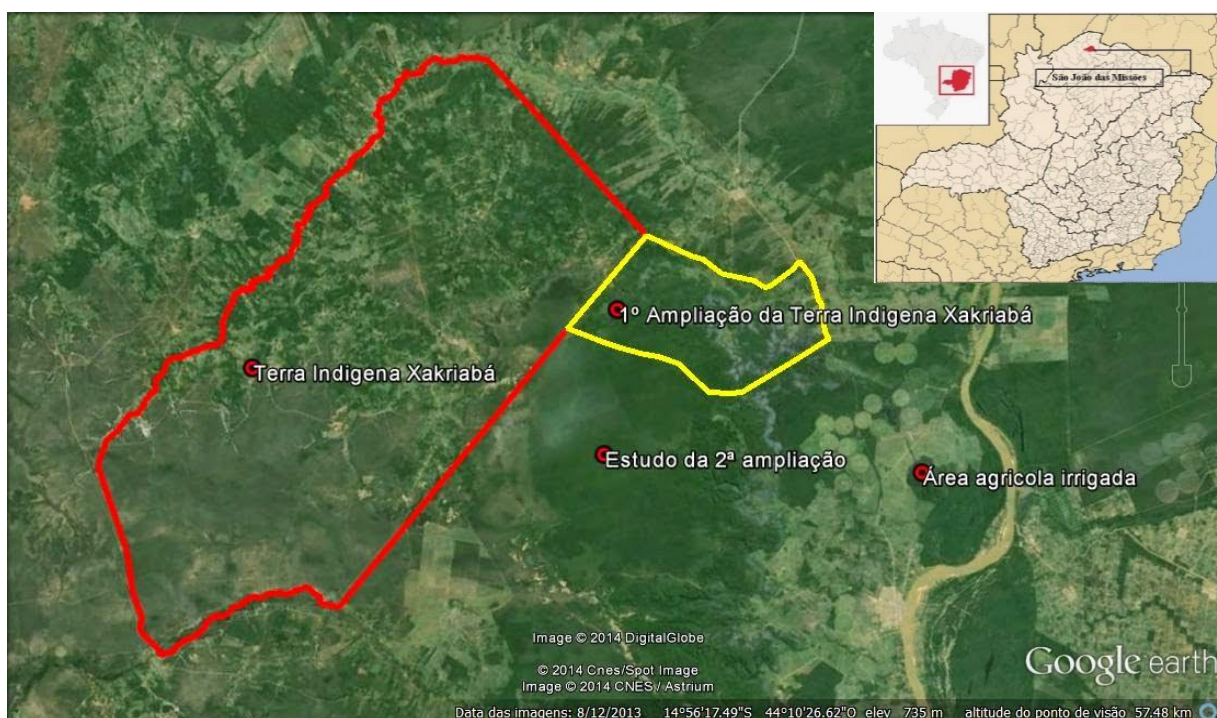 São João das Missões
1º Ampliação da Terra Indigena Xakriabá
Terra Indigena Xakriabá
Estudo da 2ª ampliação
Área agricola irrigada
Image © 2014 DigitalGlobe
© 2014 Cnes/Spot Image
Image © 2014 CNES / Astrium
Google earth
Data das imagens: 8/12/2013 14°56'17.49"S 44°10'26.62"O elev 735 m altitude do ponto de visão 57.48 km